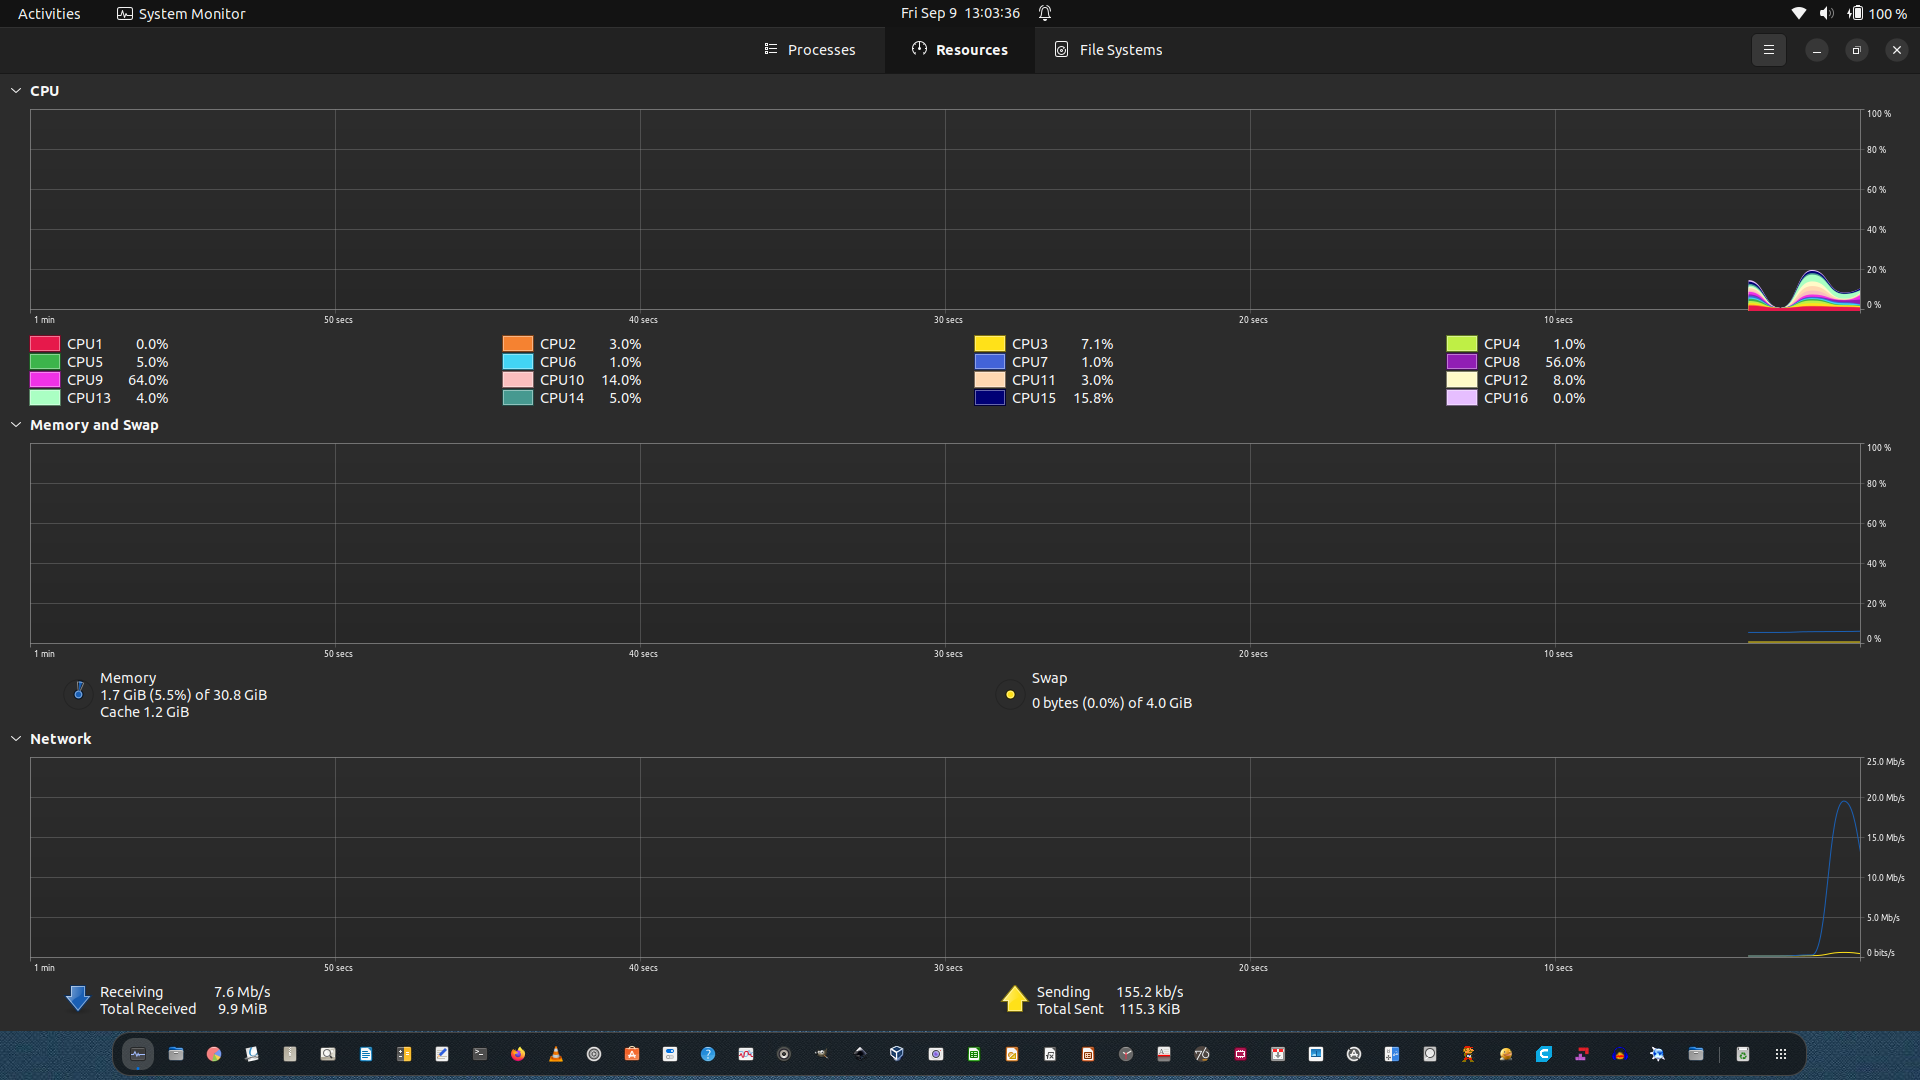 Activities System Monitor Fri Sep 9 13:03:36 100 %
Processes Resources File Systems
CPU
100 %
80 %
60 %
40 %
20 %
0 %
1 min 50 secs 40 secs 30 secs 20 secs 10 secs
CPU1 0.0% CPU2 3.0% CPU3 7.1% CPU4 1.0%
CPU5 5.0% CPU6 1.0% CPU7 1.0% CPU8 56.0%
CPU9 64.0% CPU10 14.0% CPU11 3.0% CPU12 8.0%
CPU13 4.0% CPU14 5.0% CPU15 15.8% CPU16 0.0%
Memory and Swap
100 %
80 %
60 %
40 %
20 %
0 %
1 min 50 secs 40 secs 30 secs 20 secs 10 secs
Memory
1.7 GiB (5.5%) of 30.8 GiB
Cache 1.2 GiB
Swap
0 bytes (0.0%) of 4.0 GiB
Network
25.0 Mb/s
20.0 Mb/s
15.0 Mb/s
10.0 Mb/s
5.0 Mb/s
0 bits/s
1 min 50 secs 40 secs 30 secs 20 secs 10 secs
Receiving 7.6 Mb/s
Total Received 9.9 MiB
Sending 155.2 kb/s
Total Sent 115.3 KiB
76